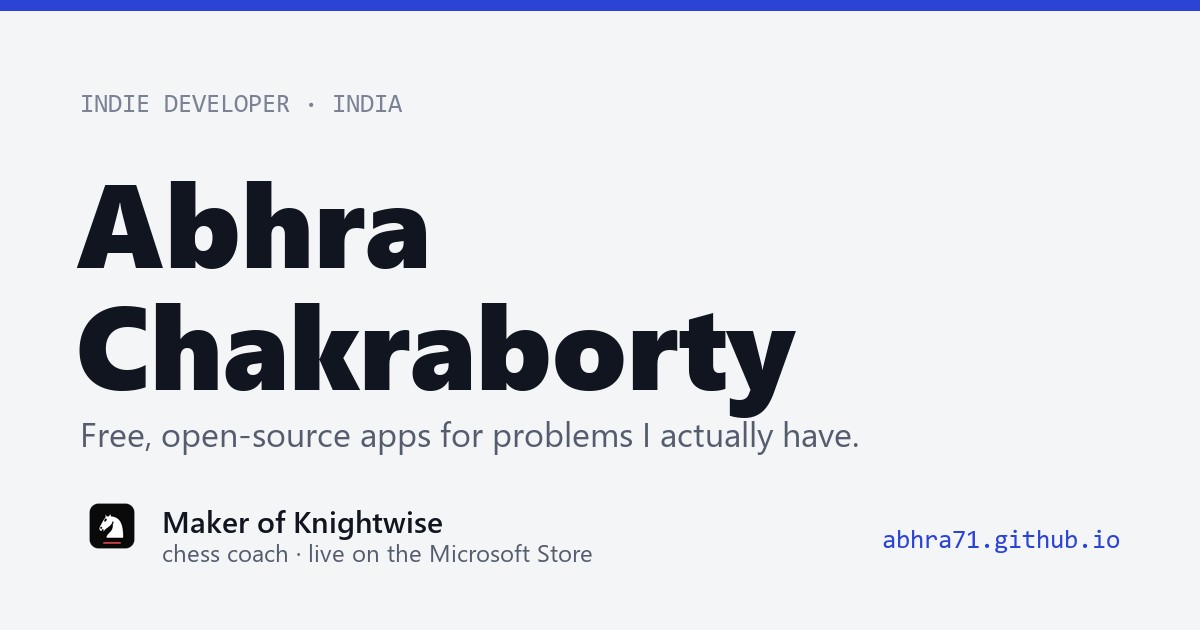 INDIE DEVELOPER · INDIA
Abhra
Chakraborty
Free, open-source apps for problems I actually have.
Maker of Knightwise
chess coach · live on the Microsoft Store
abhra71.github.io